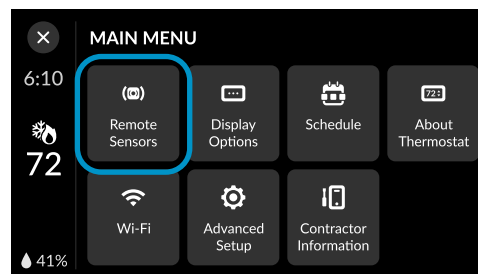 MAIN MENU
6:10
72
41%
Remote
Sensors
Display
Options
Schedule
72:
About
Thermostat
Wi-Fi
Advanced
Setup
Contractor
Information